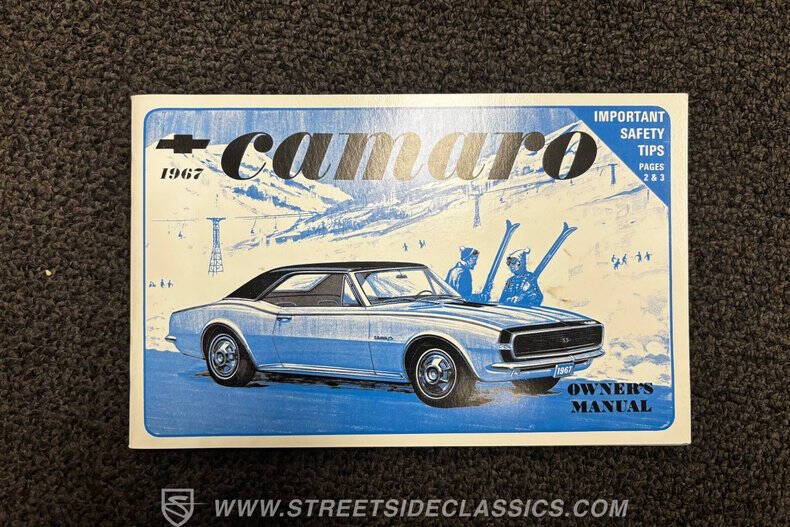 camaro
1967
IMPORTANT
SAFETY
TIPS
PAGES
2 & 3
SS
1967
OWNER'S
MANUAL
WWW.STREETSIDECLASSICS.COM